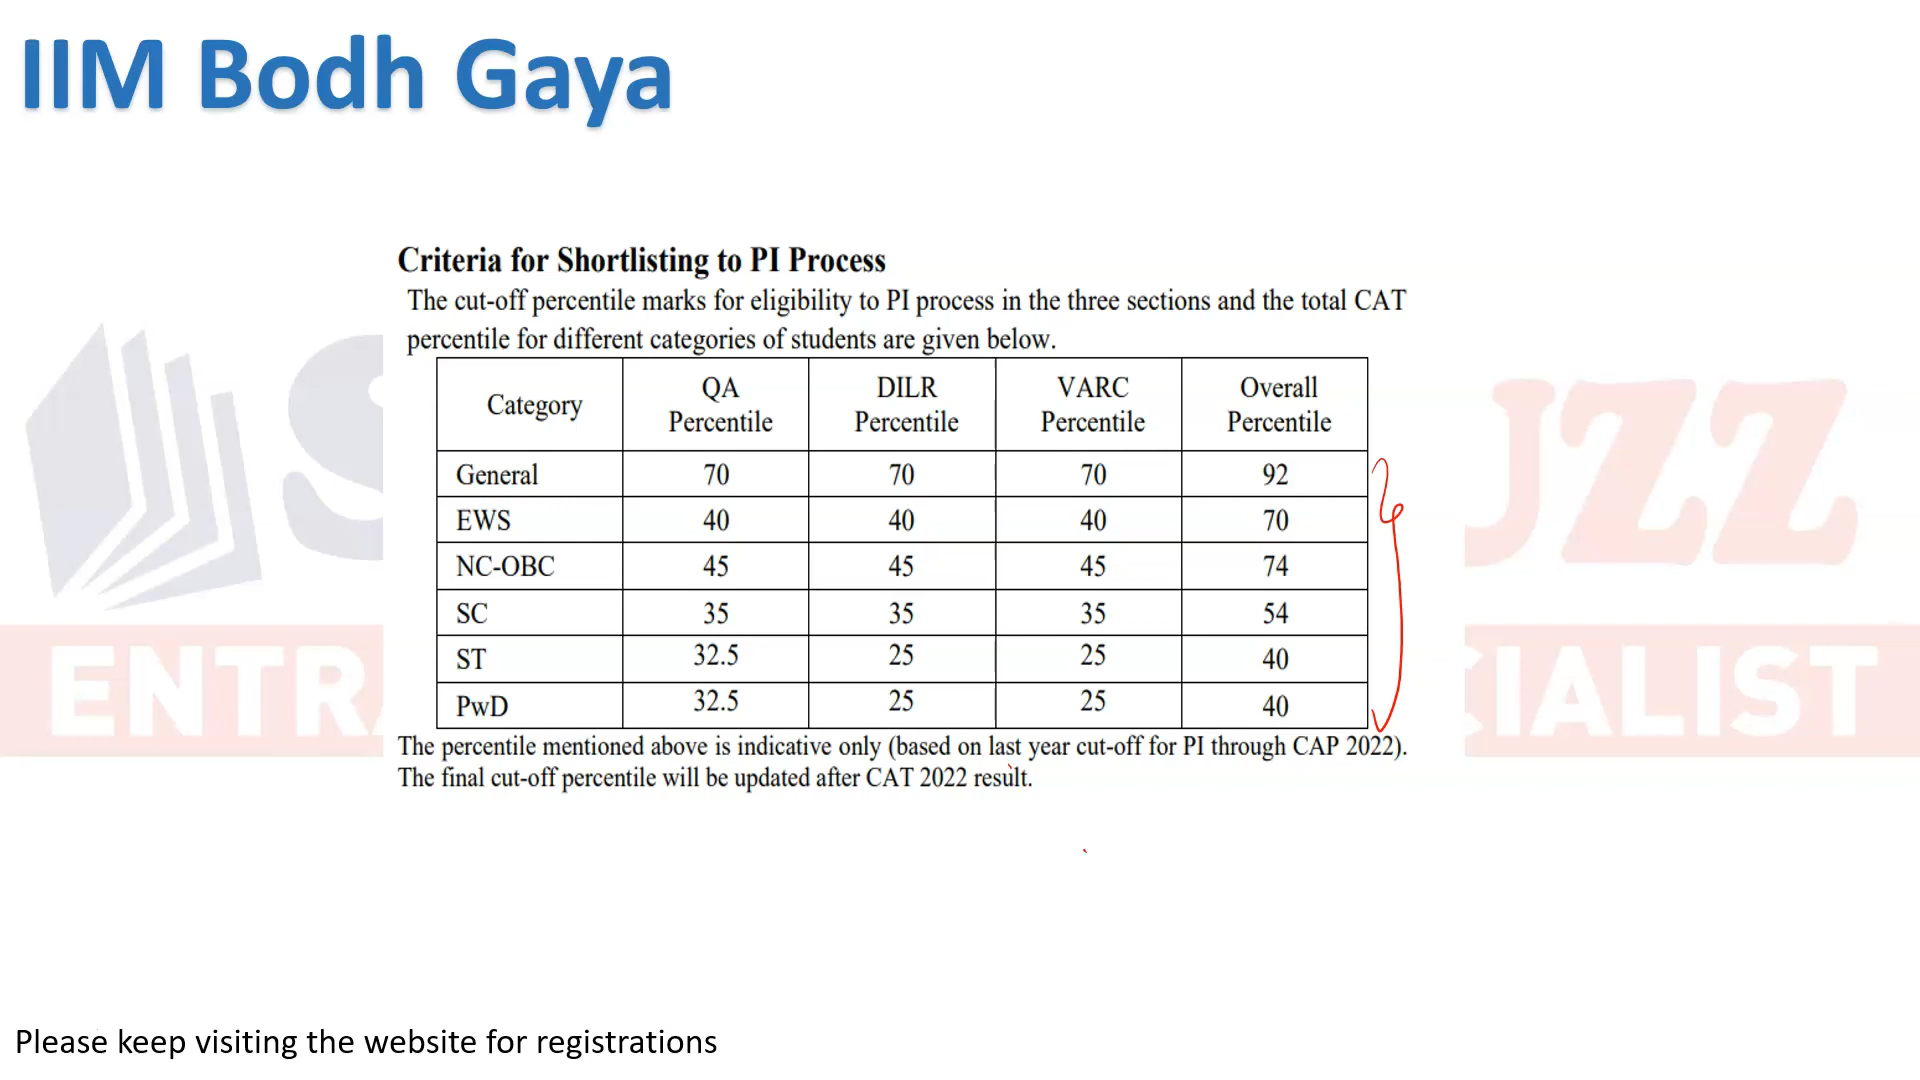 IIM Bodh Gaya
Criteria for Shortlisting to PI Process
The cut-off percentile marks for eligibility to PI process in the three sections and the total CAT
percentile for different categories of students are given below.
Category QA Percentile DILR Percentile VARC Percentile Overall Percentile
General 70 70 70 92
EWS 40 40 40 70
NC-OBC 45 45 45 74
SC 35 35 35 54
ST 32.5 25 25 40
PwD 32.5 25 25 40
The percentile mentioned above is indicative only (based on last year cut-off for PI through CAP 2022).
The final cut-off percentile will be updated after CAT 2022 result.
Please keep visiting the website for registrations